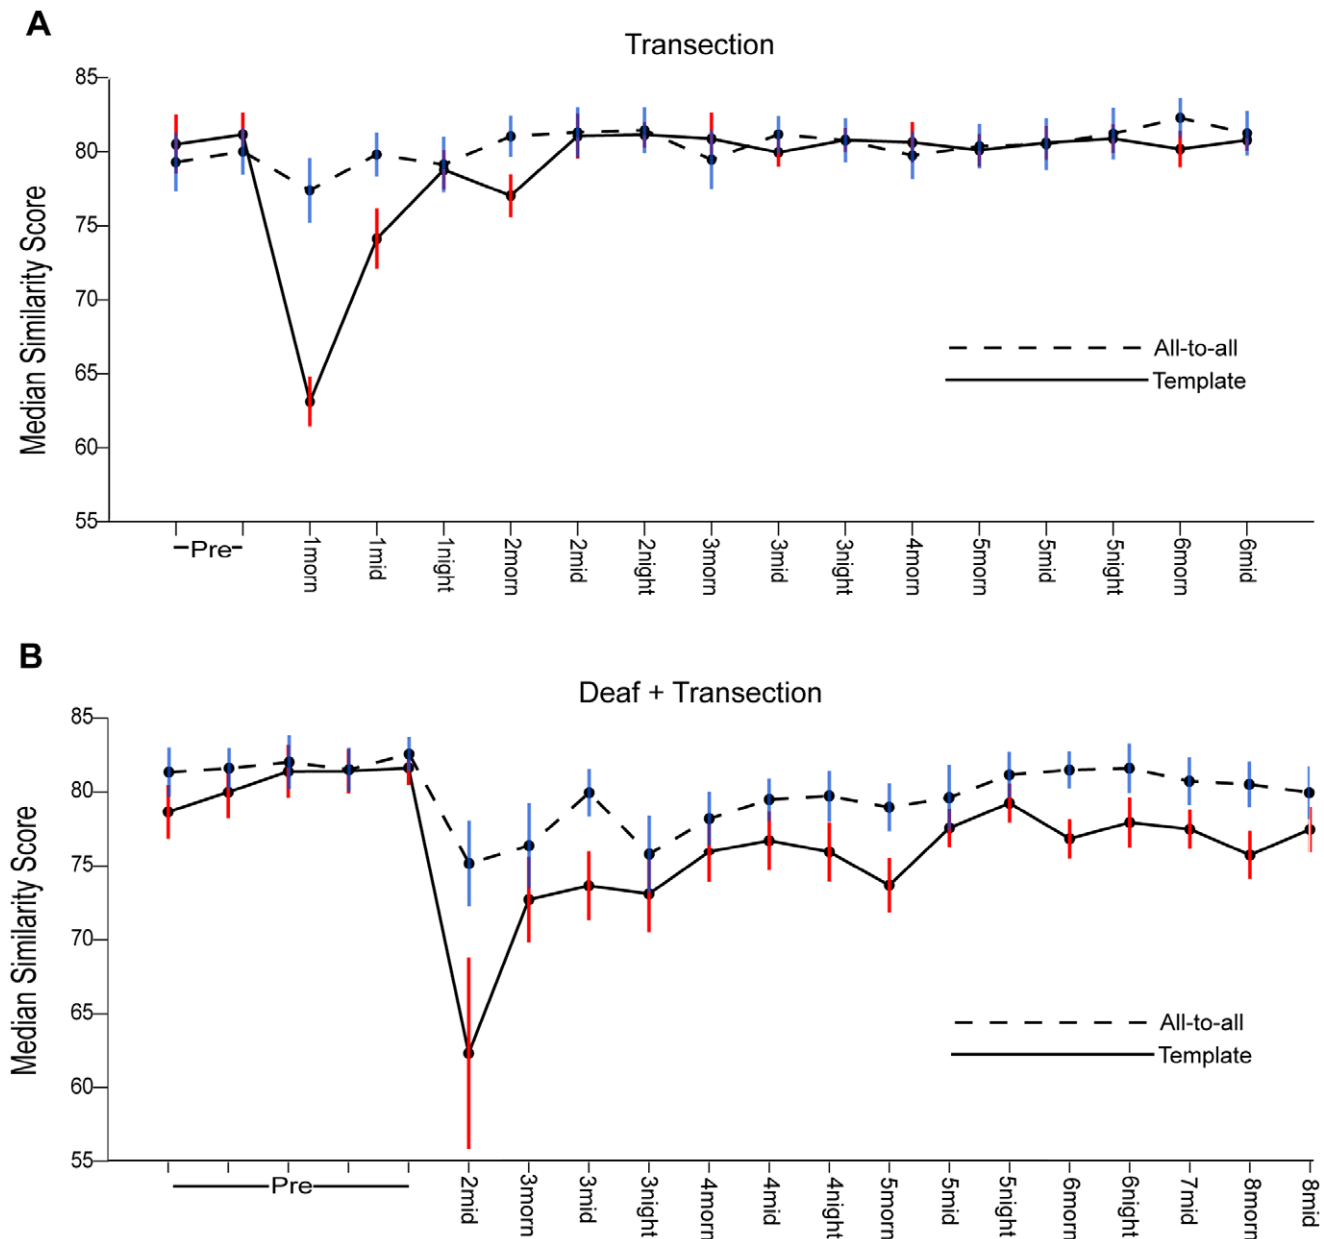 A
Transection
Median Similarity Score
85
80
75
70
65
60
55
All-to-all
Template
Pre
1morn
1mid
1night
2morn
2mid
2night
3morn
3mid
3night
4morn
5morn
5mid
5night
6morn
6mid
B
Deaf + Transection
Median Similarity Score
85
80
75
70
65
60
55
All-to-all
Template
Pre
2mid
3morn
3mid
3night
4morn
4mid
4night
5morn
5mid
5night
6morn
6night
7mid
8morn
8mid